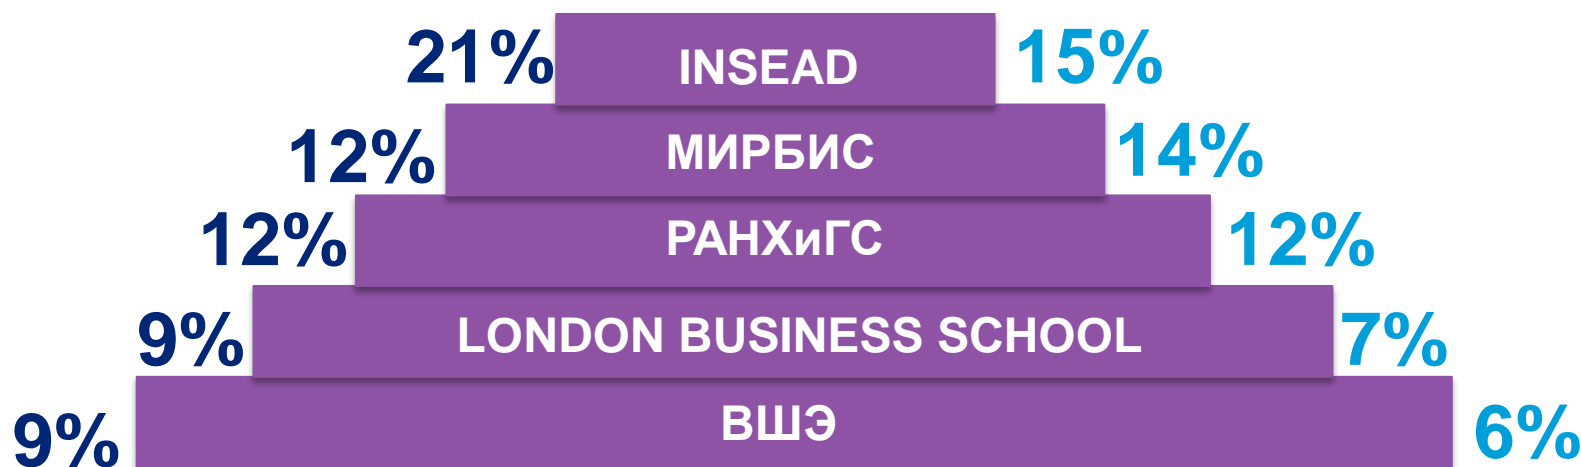 21% INSEAD 15%
12% МИРБИС 14%
12% РАНХиГС 12%
9% LONDON BUSINESS SCHOOL 7%
9% ВШЭ 6%